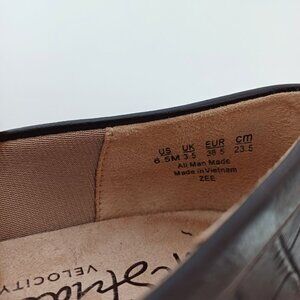 US UK EUR cm
6.5M 3.5 38.5 23.5
All Man Made
Made in Vietnam
ZEE
VELOCITY